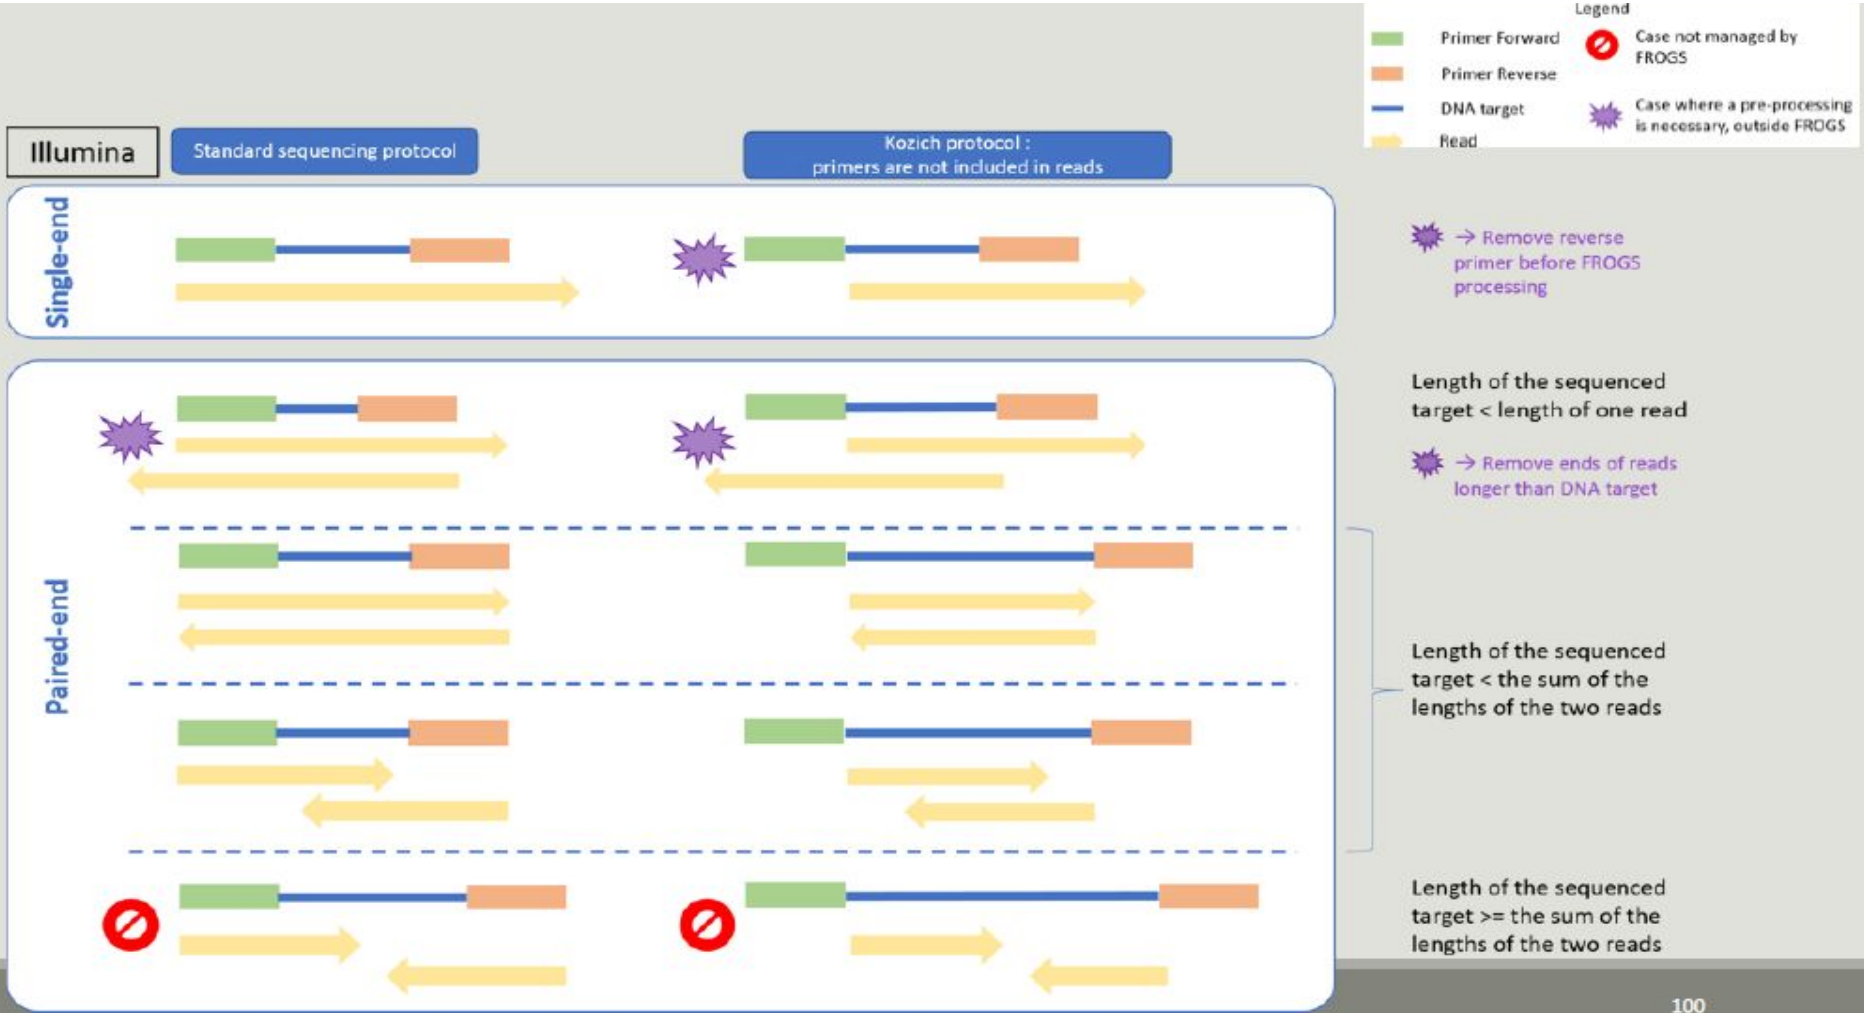 Legend
Primer Forward
Primer Reverse
DNA target
Read
Case not managed by
FROGS
Case where a pre-processing
is necessary, outside FROGS
Illumina
Standard sequencing protocol
Kozich protocol :
primers are not included in reads
Single-end
→ Remove reverse
primer before FROGS
processing
Paired-end
Length of the sequenced
target < length of one read
→ Remove ends of reads
longer than DNA target
Length of the sequenced
target < the sum of the
lengths of the two reads
Length of the sequenced
target >= the sum of the
lengths of the two reads
100